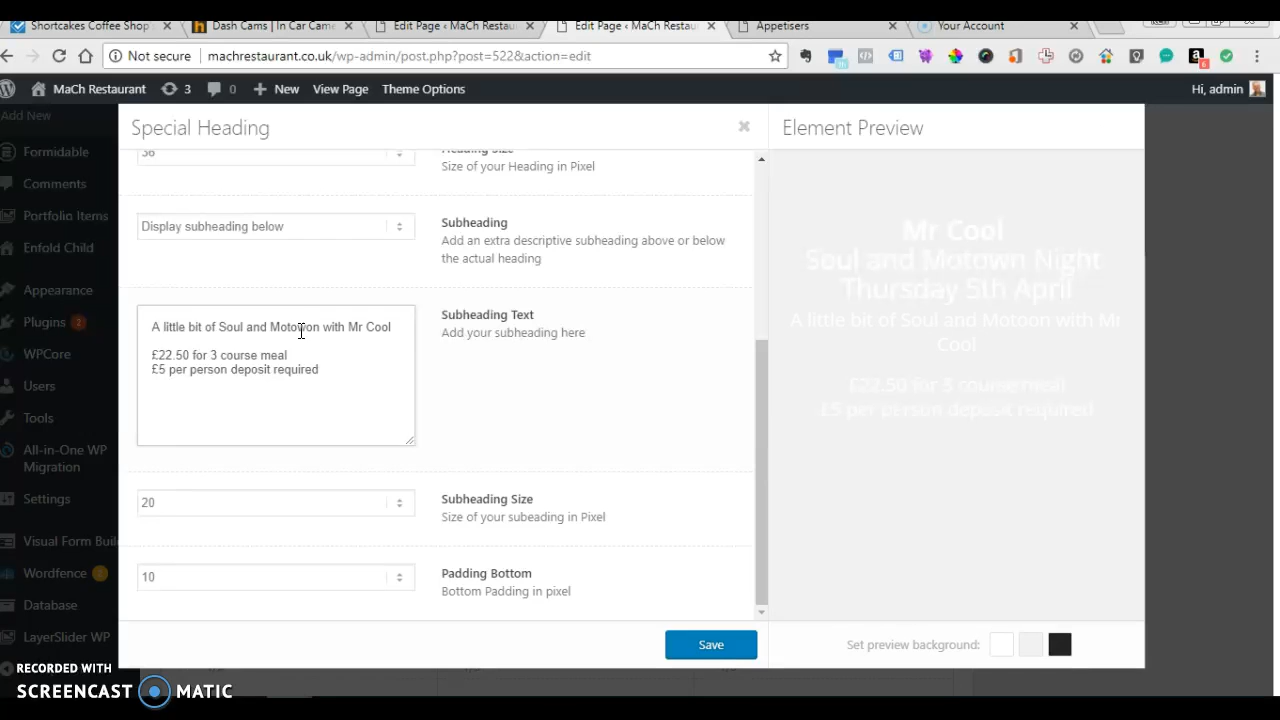 Shortcakes Coffee Shop
Dash Cams | In Car Came
Edit Page ‹ MaCh Restau
Edit Page ‹ MaCh Restau
Appetisers
Your Account
Not secure
machrestaurant.co.uk/wp-admin/post.php?post=522&action=edit
MaCh Restaurant
3
0
New
View Page
Theme Options
Hi, admin
Add New
Formidable
Comments
Portfolio Items
Enfold Child
Appearance
Plugins 2
WPCore
Users
Tools
All-in-One WP
Migration
Settings
Visual Form Buil
Wordfence
Database
LayerSlider WP
Special Heading
36
Heading Size
Size of your Heading in Pixel
Display subheading below
Subheading
Add an extra descriptive subheading above or below
the actual heading
A little bit of Soul and Motooon with Mr Cool
£22.50 for 3 course meal
£5 per person deposit required
Subheading Text
Add your subheading here
20
Subheading Size
Size of your subeading in Pixel
10
Padding Bottom
Bottom Padding in pixel
Save
Element Preview
Mr Cool
Soul and Motown Night
Thursday 5th April
A little bit of Soul and Motoon with Mr
Cool
£22.50 for 3 course meal
£5 per person deposit required
Set preview background:
RECORDED WITH
SCREENCAST MATIC